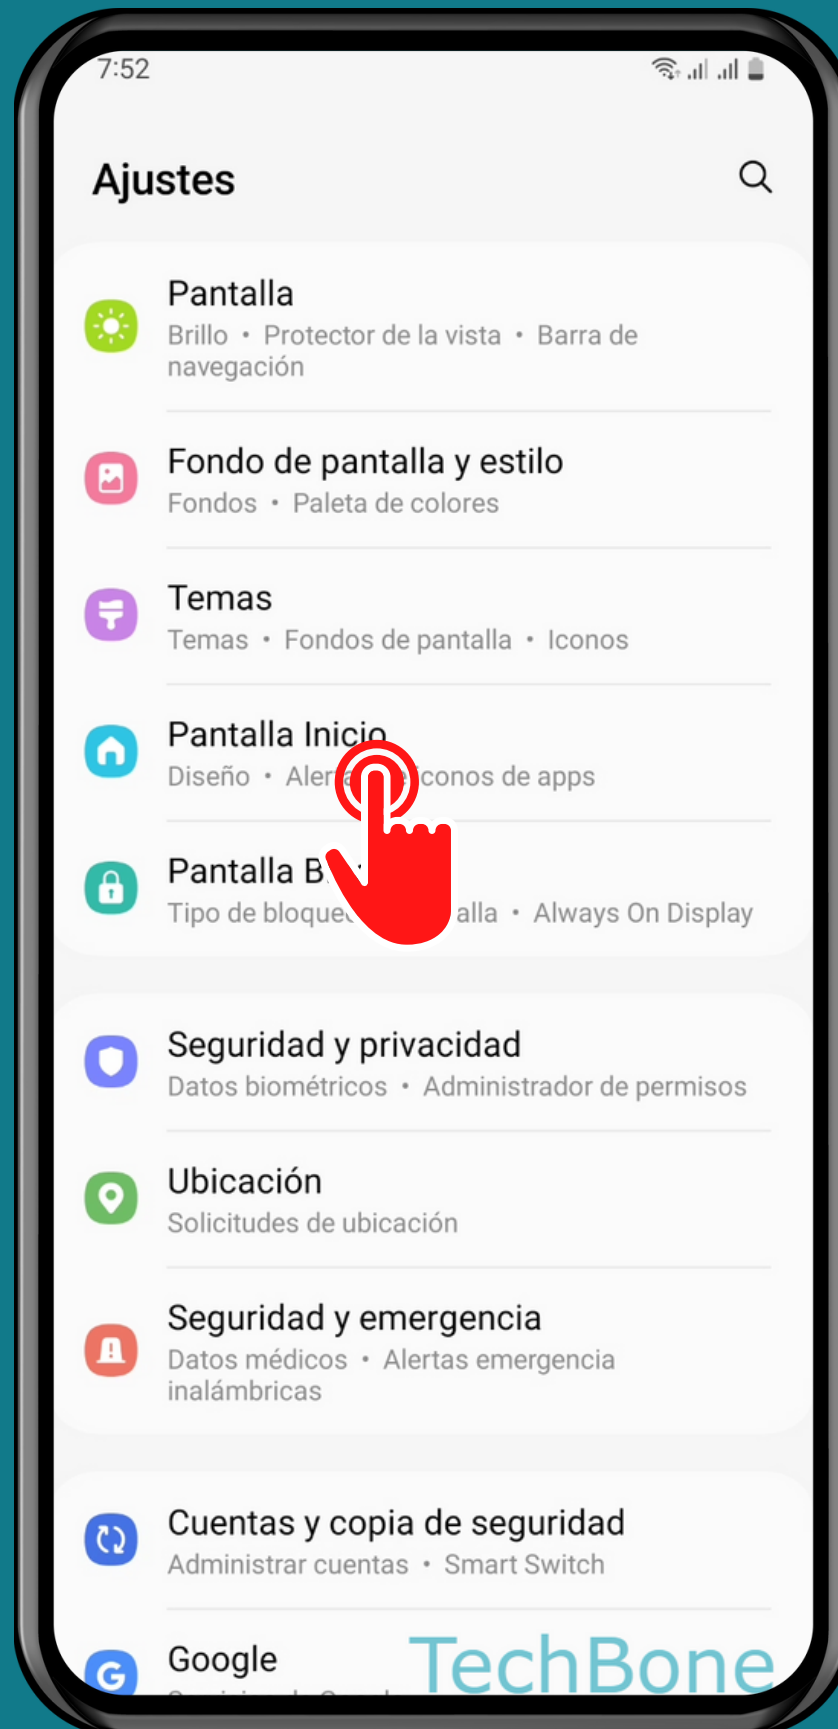 7:52
Ajustes
Pantalla
Brillo • Protector de la vista • Barra de
navegación
Fondo de pantalla y estilo
Fondos • Paleta de colores
Temas
Temas • Fondos de pantalla • Iconos
Pantalla Inicio
Diseño • iconos de apps
Pantalla
Tipo de • Always On Display
Seguridad y privacidad
Datos biométricos • Administrador de permisos
Ubicación
Solicitudes de ubicación
Seguridad y emergencia
Datos médicos • Alertas emergencia
inalámbricas
Cuentas y copia de seguridad
Administrar cuentas • Smart Switch
Google
TechBone